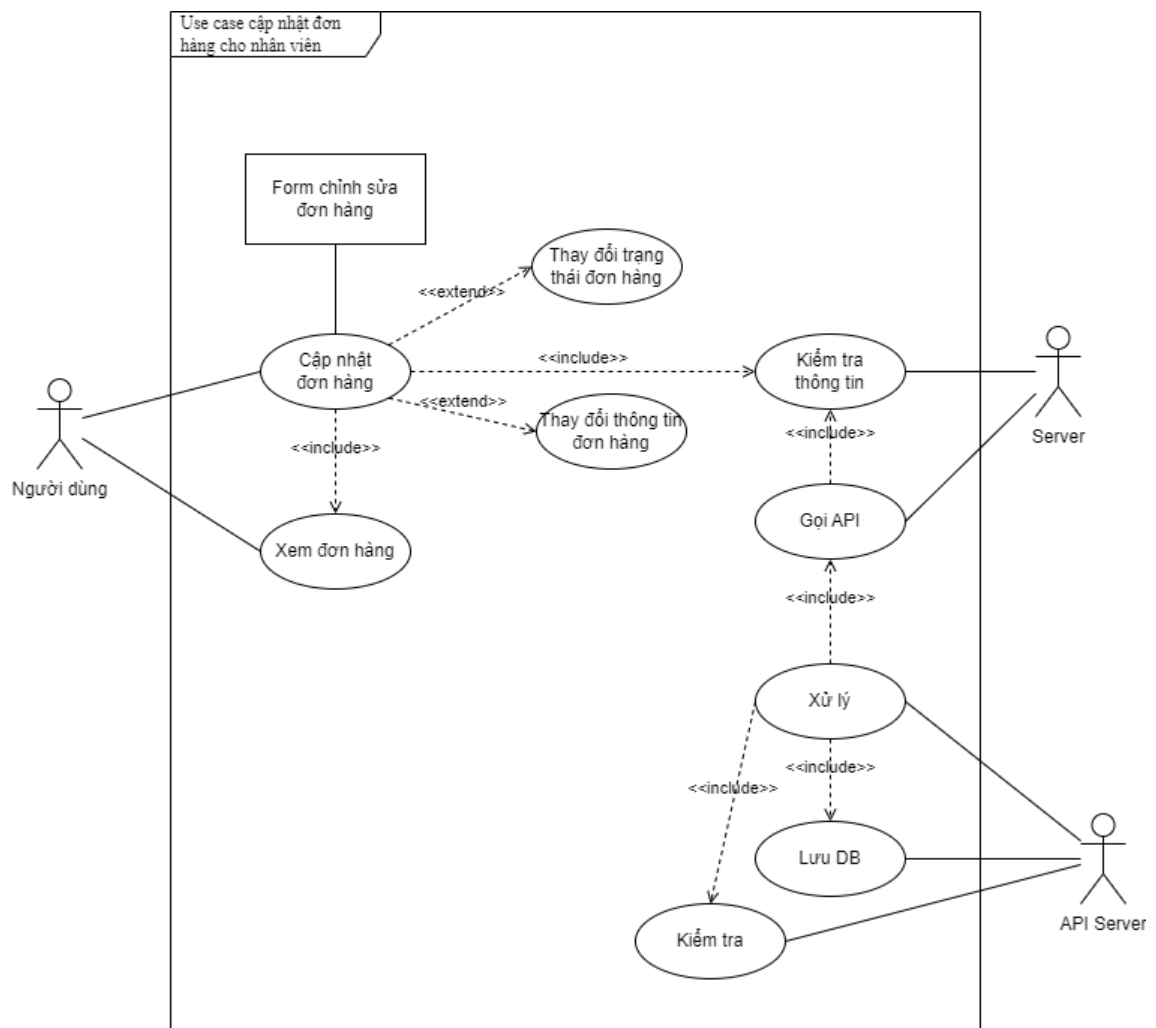 Use case cập nhật đơn
hàng cho nhân viên
Form chỉnh sửa
đơn hàng
Thay đổi trạng
thái đơn hàng
<<extend>>
Cập nhật
đơn hàng
<<include>>
Kiểm tra
thông tin
<<extend>>
Thay đổi thông tin
đơn hàng
<<include>>
<<include>>
Server
Người dùng
Gọi API
Xem đơn hàng
<<include>>
Xử lý
<<include>>
<<include>>
Lưu DB
API Server
Kiểm tra